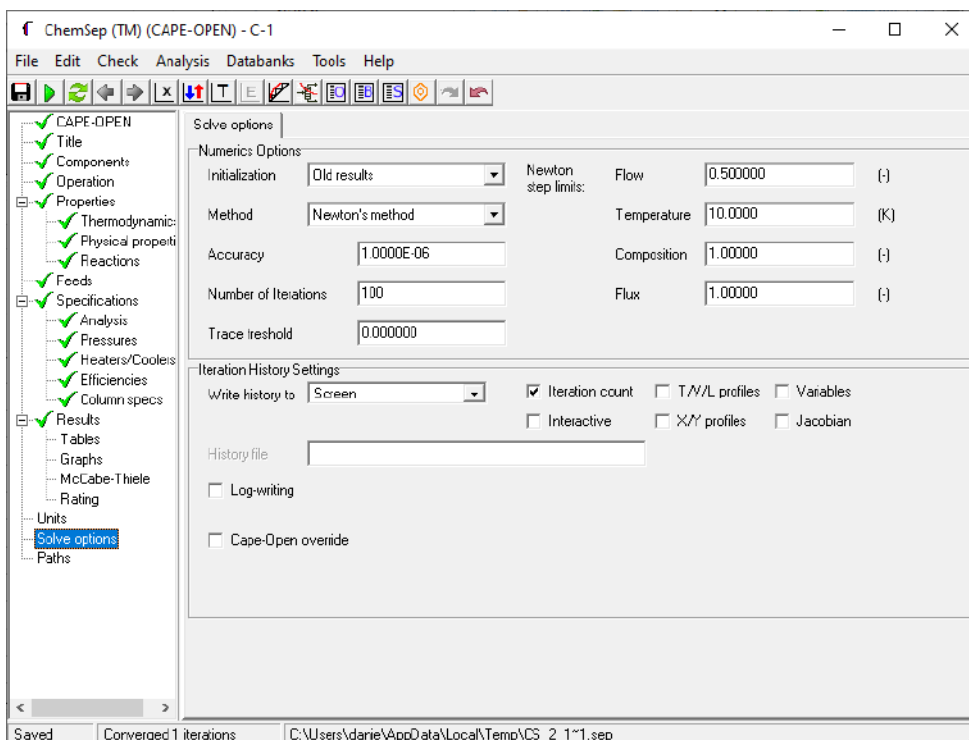 ChemSep (TM) (CAPE-OPEN) - C-1
File Edit Check Analysis Databanks Tools Help
CAPE-OPEN
Title
Components
Operation
Properties
Thermodynamic:
Physical properti
Reactions
Feeds
Specifications
Analysis
Pressures
Heaters/Coolers
Efficiencies
Column specs
Results
Tables
Graphs
McCabe-Thiele
Rating
Units
Solve options
Paths
Solve options
Numerics Options
Initialization Old results Newton step limits: Flow 0.500000 (-)
Method Newton's method Temperature 10.0000 (K)
Accuracy 1.0000E-06 Composition 1.00000 (-)
Number of Iterations 100 Flux 1.00000 (-)
Trace treshold 0.000000
Iteration History Settings
Write history to Screen Iteration count T/V/L profiles Variables
Interactive X/Y profiles Jacobian
History file
Log-writing
Cape-Open override
Saved Converged 1 iterations C:\Users\danie\AppData\Local\Temp\CS_2_1~1.sep